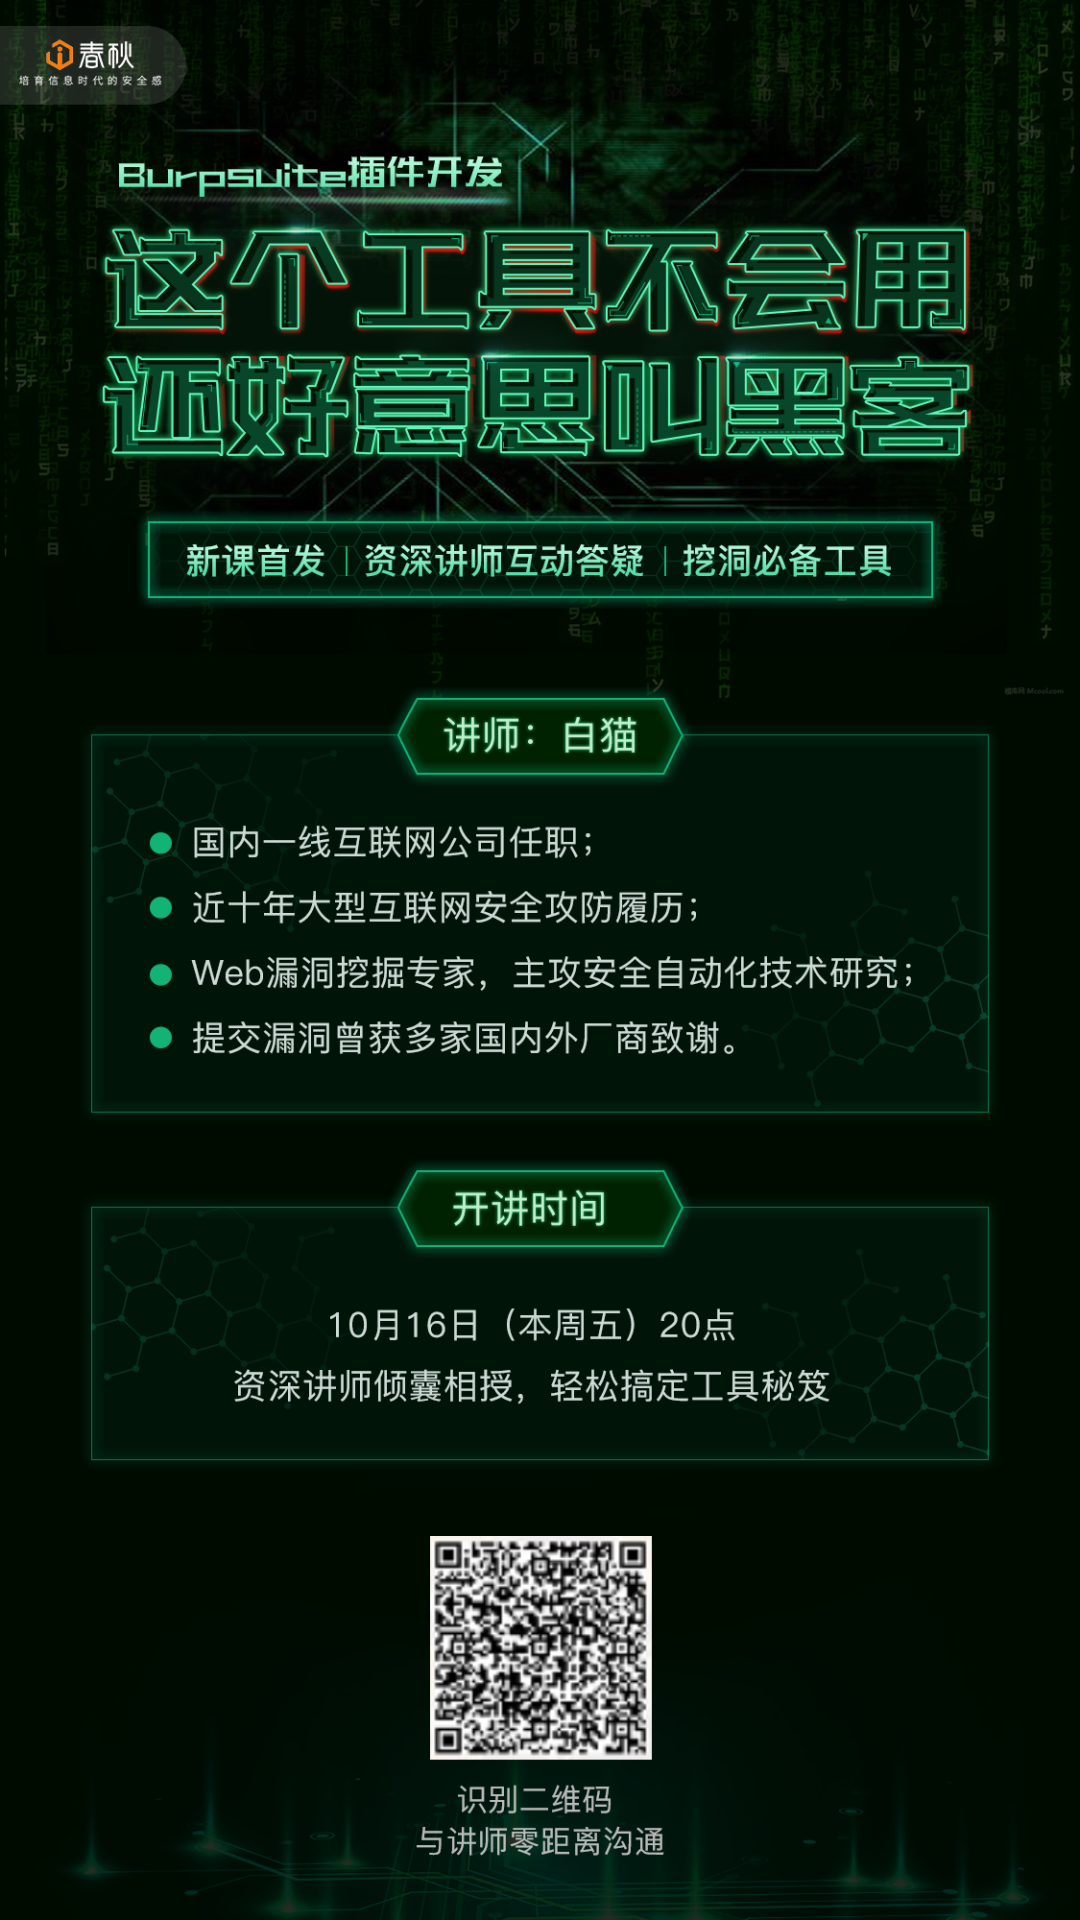 春秋
培育信息时代的安全感
Burpsuite插件开发
这个工具不会用
还好意思叫黑客
新课首发|资深讲师互动答疑|挖洞必备工具
讲师：白猫
国内一线互联网公司任职；
近十年大型互联网安全攻防履历；
Web漏洞挖掘专家，主攻安全自动化技术研究；
提交漏洞曾获多家国内外厂商致谢。
开讲时间
10月16日（本周五）20点
资深讲师倾囊相授，轻松搞定工具秘笈
识别二维码
与讲师零距离沟通